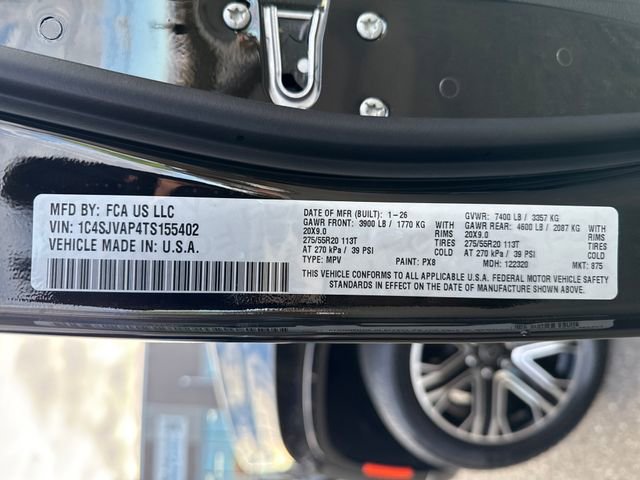 MFD BY: FCA US LLC
VIN: 1C4SJVAP4TS155402
VEHICLE MADE IN: U.S.A.
DATE OF MFR (BUILT): 1-26
GAWR FRONT: 3900 LB / 1770 KG WITH
20X9.0 RIMS
275/55R20 113T TIRES
AT 270 kPa / 39 PSI COLD
TYPE: MPV PAINT: PX8
GVWR: 7400 LB / 3357 KG
GAWR REAR: 4600 LB / 2087 KG WITH
20X9.0 RIMS
275/55R20 113T TIRES
AT 270 kPa / 39 PSI COLD
MDH: 122320 MKT: 875
THIS VEHICLE CONFORMS TO ALL APPLICABLE U.S.A. FEDERAL MOTOR VEHICLE SAFETY
STANDARDS IN EFFECT ON THE DATE OF MANUFACTURE SHOWN ABOVE.